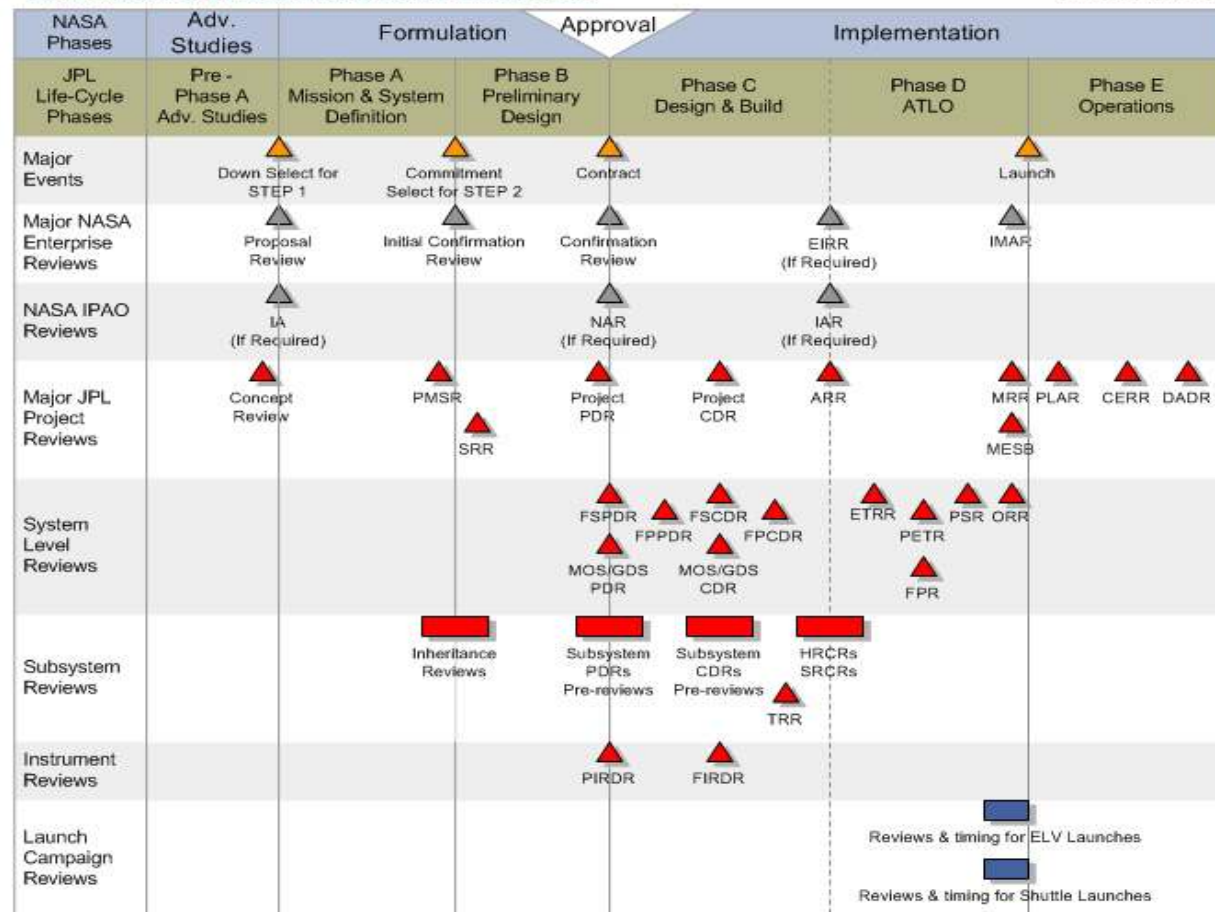 NASA
Phases
Adv.
Studies
Formulation
Approval
Implementation
JPL
Life-Cycle
Phases
Pre -
Phase A
Adv. Studies
Phase A
Mission & System
Definition
Phase B
Preliminary
Design
Phase C
Design & Build
Phase D
ATLO
Phase E
Operations
Major
Events
Down Select for
STEP 1
Commitment
Select for STEP 2
Contract
Launch
Major NASA
Enterprise
Reviews
Proposal
Review
Initial Confirmation
Review
Confirmation
Review
EIRR
(If Required)
IMAR
NASA IPAO
Reviews
IA
(If Required)
NAR
(If Required)
IAR
(If Required)
Major JPL
Project
Reviews
Concept
Review
PMSR
SRR
Project
PDR
Project
CDR
ARR
MRR
PLAR
CERR
DADR
MESB
System
Level
Reviews
FSPDR
FPPDR
FSCDR
FPCDR
ETRR
PETR
PSR
ORR
MOS/GDS
PDR
MOS/GDS
CDR
FPR
Subsystem
Reviews
Inheritance
Reviews
Subsystem
PDRs
Pre-reviews
Subsystem
CDRs
Pre-reviews
HRCRs
SRCRs
TRR
Instrument
Reviews
PIRDR
FIRDR
Launch
Campaign
Reviews
Reviews & timing for ELV Launches
Reviews & timing for Shuttle Launches